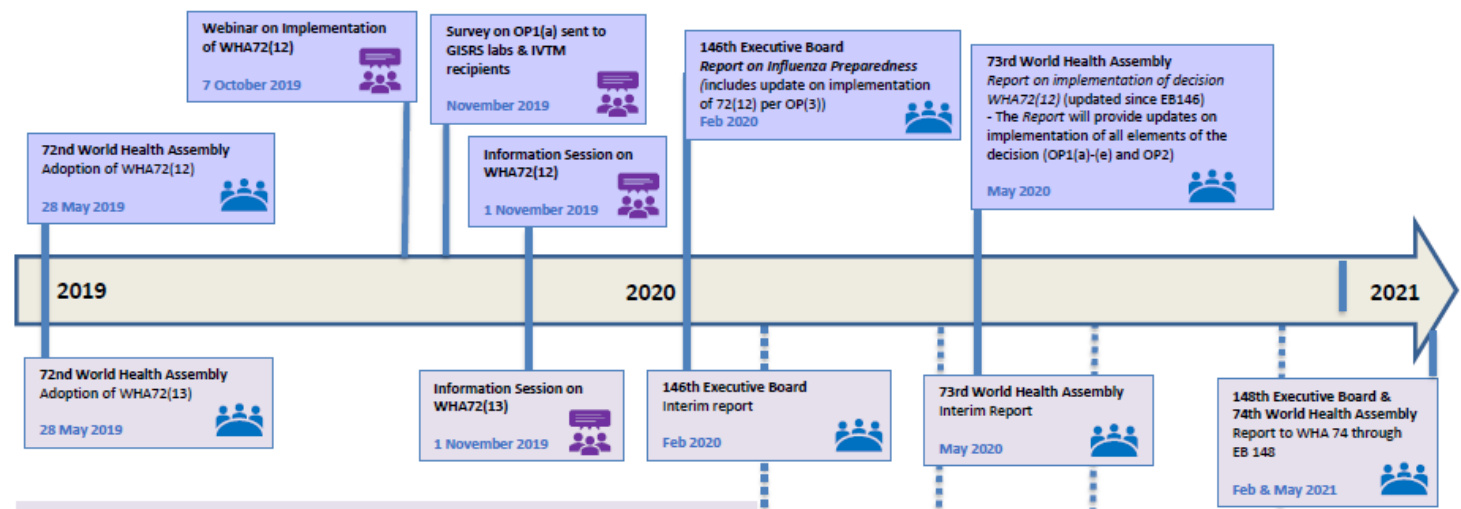 Webinar on Implementation
of WHA72(12)
7 October 2019
Survey on OP1(a) sent to
GISRS labs & IVTM
recipients
November 2019
146th Executive Board
Report on Influenza Preparedness
(includes update on implementation
of 72(12) per OP(3))
Feb 2020
73rd World Health Assembly
Report on implementation of decision
WHA72(12) (updated since EB146)
- The Report will provide updates on
implementation of all elements of the
decision (OP1(a)-(e) and OP2)
May 2020
72nd World Health Assembly
Adoption of WHA72(12)
28 May 2019
Information Session on
WHA72(12)
1 November 2019
2019
2020
2021
72nd World Health Assembly
Adoption of WHA72(13)
28 May 2019
Information Session on
WHA72(13)
1 November 2019
146th Executive Board
Interim report
Feb 2020
73rd World Health Assembly
Interim Report
May 2020
148th Executive Board &
74th World Health Assembly
Report to WHA 74 through
EB 148
Feb & May 2021